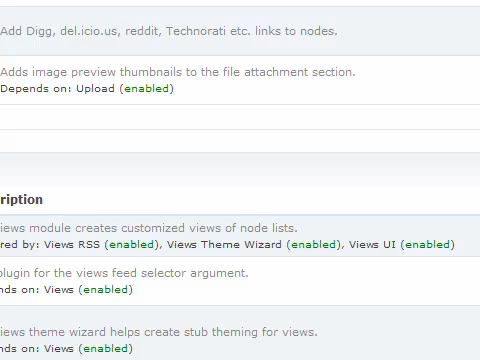 Add Digg, del.icio.us, reddit, Technorati etc. links to nodes.
Adds image preview thumbnails to the file attachment section.
Depends on: Upload (enabled)
ription
iews module creates customized views of node lists.
red by: Views RSS (enabled), Views Theme Wizard (enabled), Views UI (enabled)
plugin for the views feed selector argument.
nds on: Views (enabled)
iews theme wizard helps create stub theming for views.
nds on: Views (enabled)